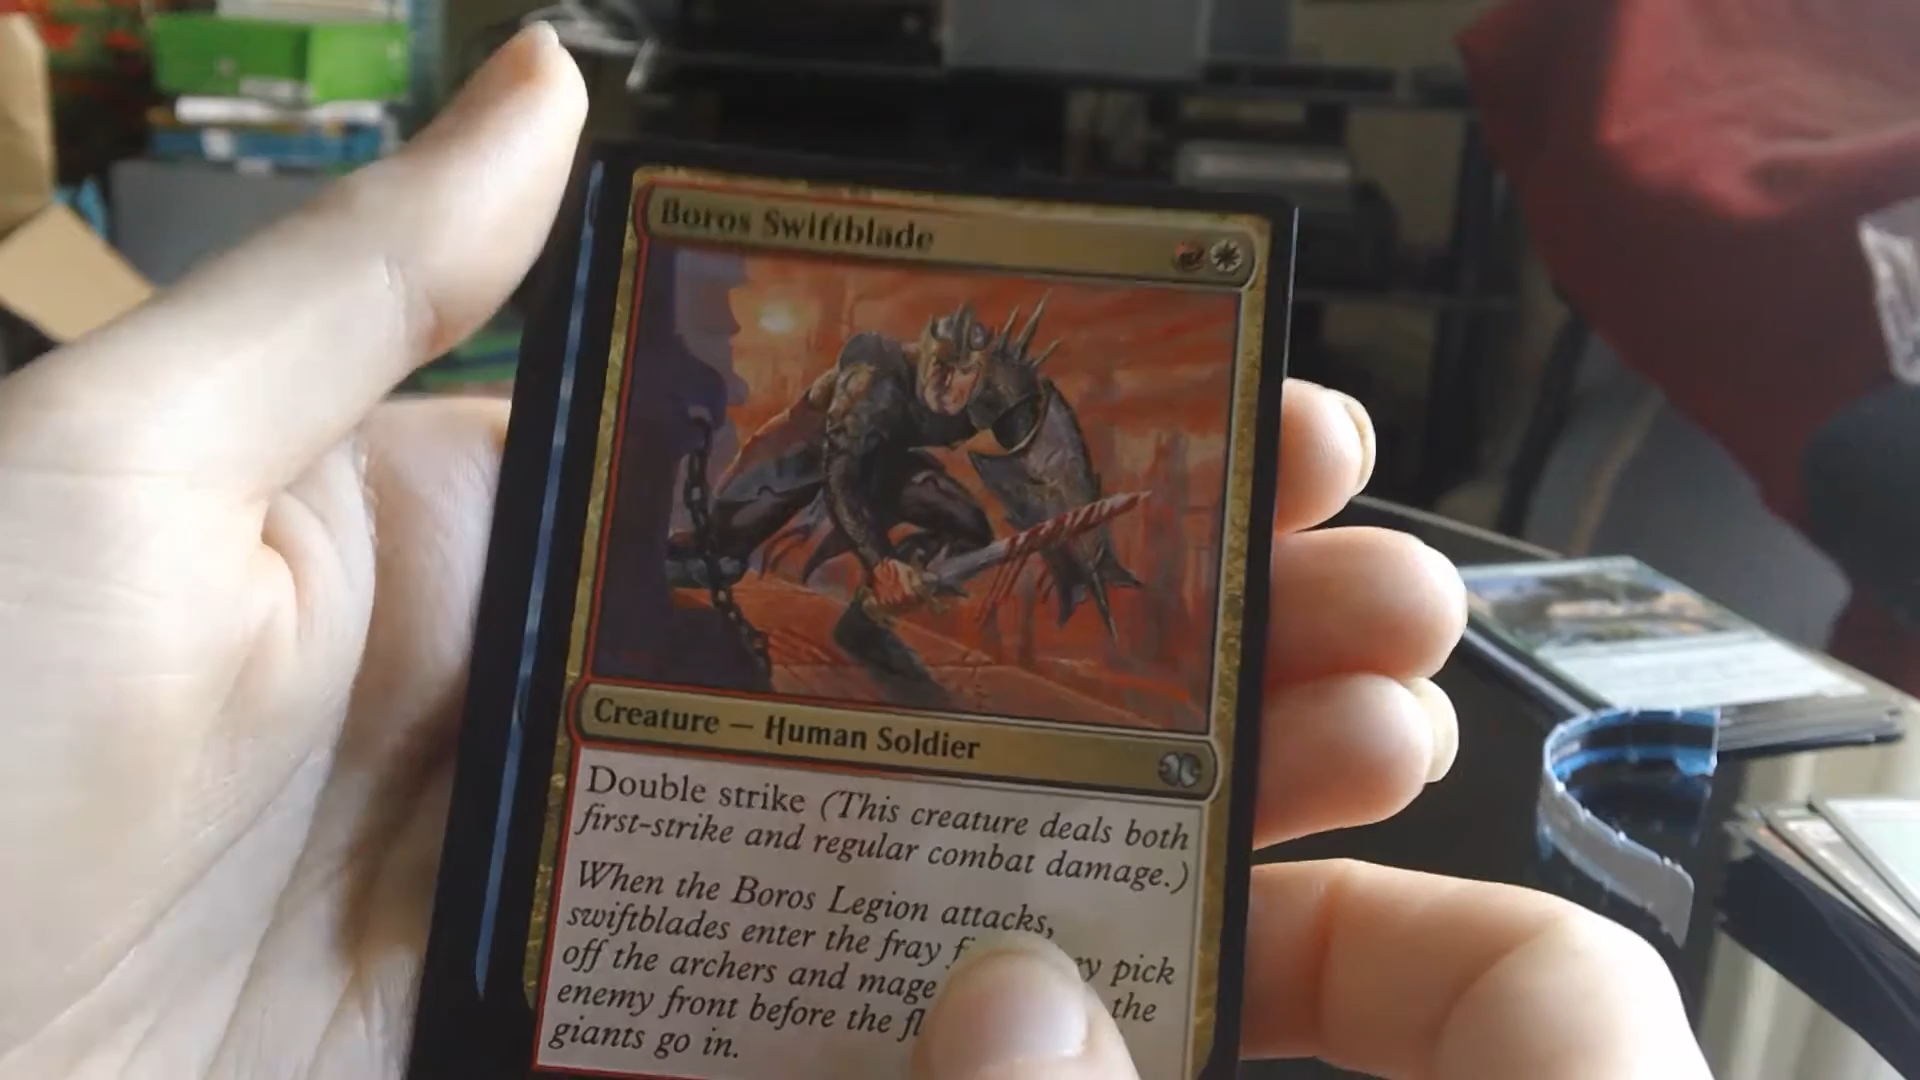 Boros Swiftblade
Creature — Human Soldier
Double strike (This creature deals both
first-strike and regular combat damage.)
When the Boros Legion attacks,
swiftblades enter the fray pick
off the archers and mage the
enemy front before the
giants go in.